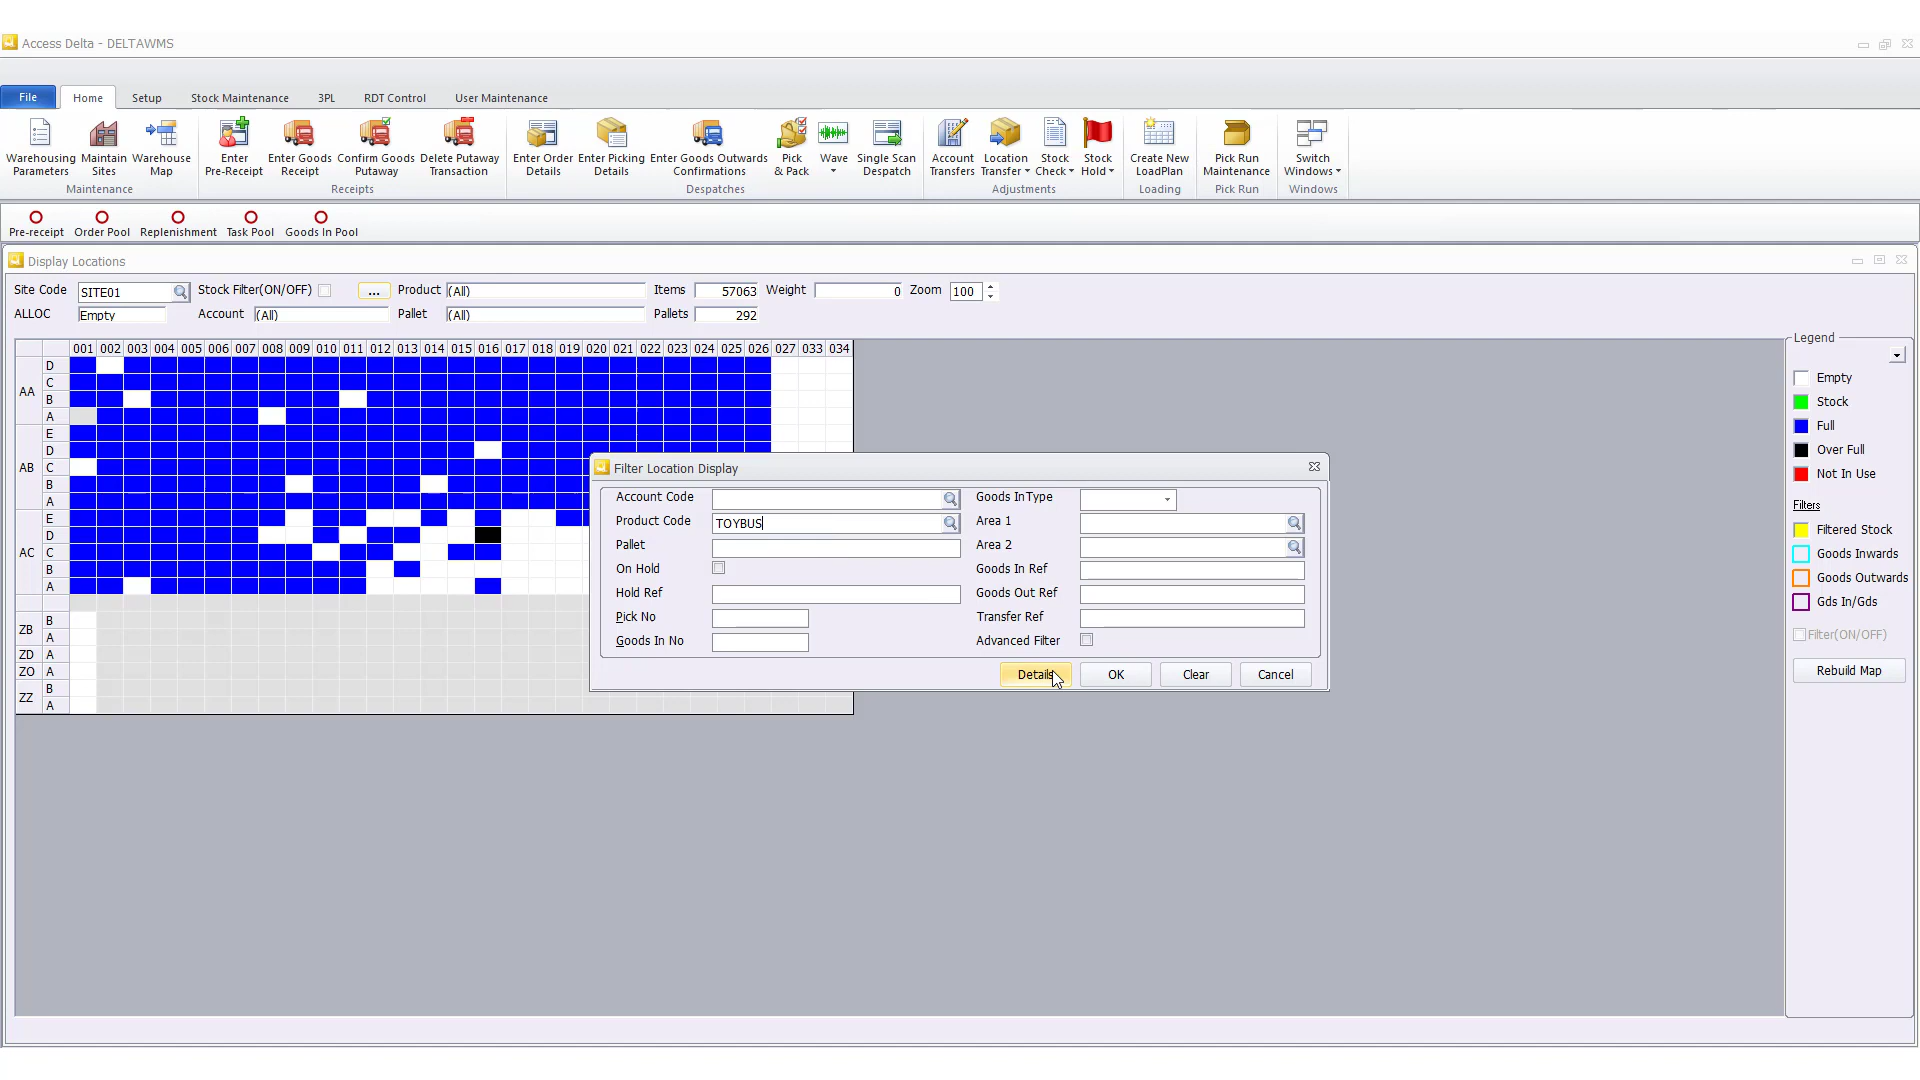 Access Delta - DELTAWMS
File Home Setup Stock Maintenance 3PL RDT Control User Maintenance
Warehousing Parameters
Maintain Sites
Warehouse Map
Enter Pre-Receipt
Enter Goods Receipt
Confirm Goods Putaway
Delete Putaway Transaction
Enter Order Details
Enter Picking Details
Enter Goods Outwards Confirmations
Pick & Pack
Wave
Single Scan Despatch
Account Transfers
Location Transfer
Stock Check
Stock Hold
Create New LoadPlan
Pick Run Maintenance
Switch Windows
Maintenance Receipts Despatches Adjustments Loading Pick Run Windows
Pre-receipt Order Pool Replenishment Task Pool Goods In Pool
Display Locations
Site Code SITE01 Stock Filter(ON/OFF) ... Product (All) Items 57063 Weight 0 Zoom 100
ALLOC Empty Account (All) Pallet (All) Pallets 292
001 002 003 004 005 006 007 008 009 010 011 012 013 014 015 016 017 018 019 020 021 022 023 024 025 026 027 033 034
AA D C B A
AB E D C B A
AC E D C B A
ZB B A
ZD A
ZO A
ZZ B A
Filter Location Display
Account Code Goods In Type
Product Code TOYBUS Area 1
Pallet Area 2
On Hold Goods In Ref
Hold Ref Goods Out Ref
Pick No Transfer Ref
Goods In No Advanced Filter
Details OK Clear Cancel
Legend
Empty
Stock
Full
Over Full
Not In Use
Filters
Filtered Stock
Goods Inwards
Goods Outwards
Gds In/Gds
Filter(ON/OFF)
Rebuild Map